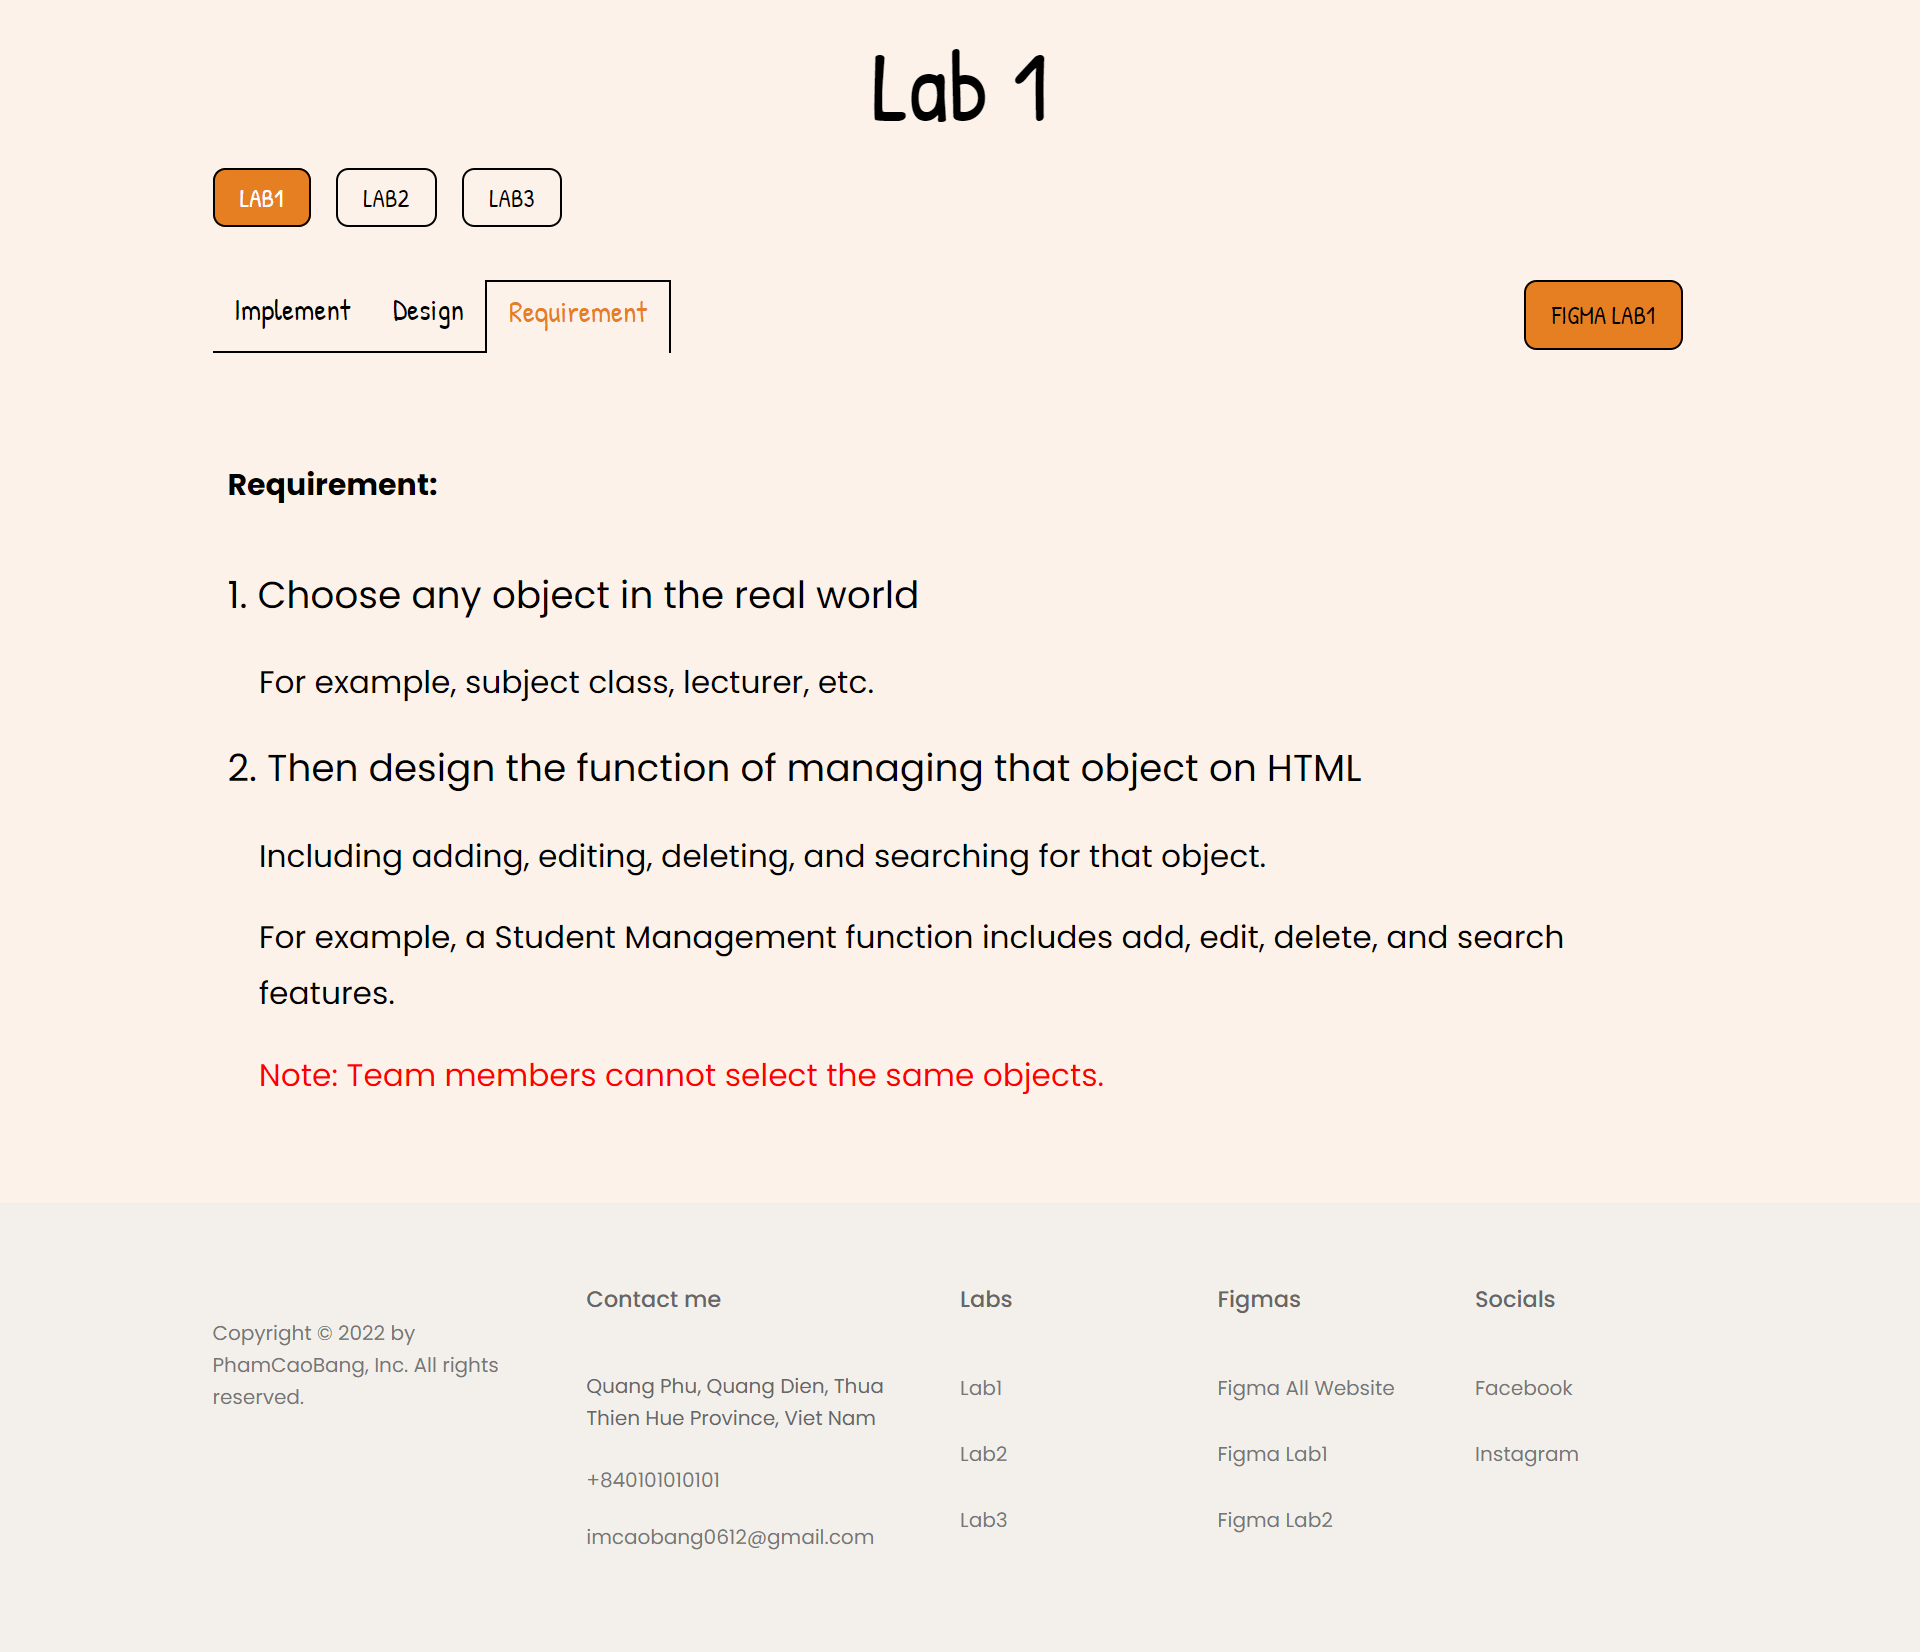 Lab 1
LAB1 LAB2 LAB3
Implement Design Requirement FIGMA LAB1
Requirement:
1. Choose any object in the real world
For example, subject class, lecturer, etc.
2. Then design the function of managing that object on HTML
Including adding, editing, deleting, and searching for that object.
For example, a Student Management function includes add, edit, delete, and search
features.
Note: Team members cannot select the same objects.
Copyright © 2022 by
PhamCaoBang, Inc. All rights
reserved.
Contact me
Quang Phu, Quang Dien, Thua
Thien Hue Province, Viet Nam
+840101010101
imcaobang0612@gmail.com
Labs
Lab1
Lab2
Lab3
Figmas
Figma All Website
Figma Lab1
Figma Lab2
Socials
Facebook
Instagram